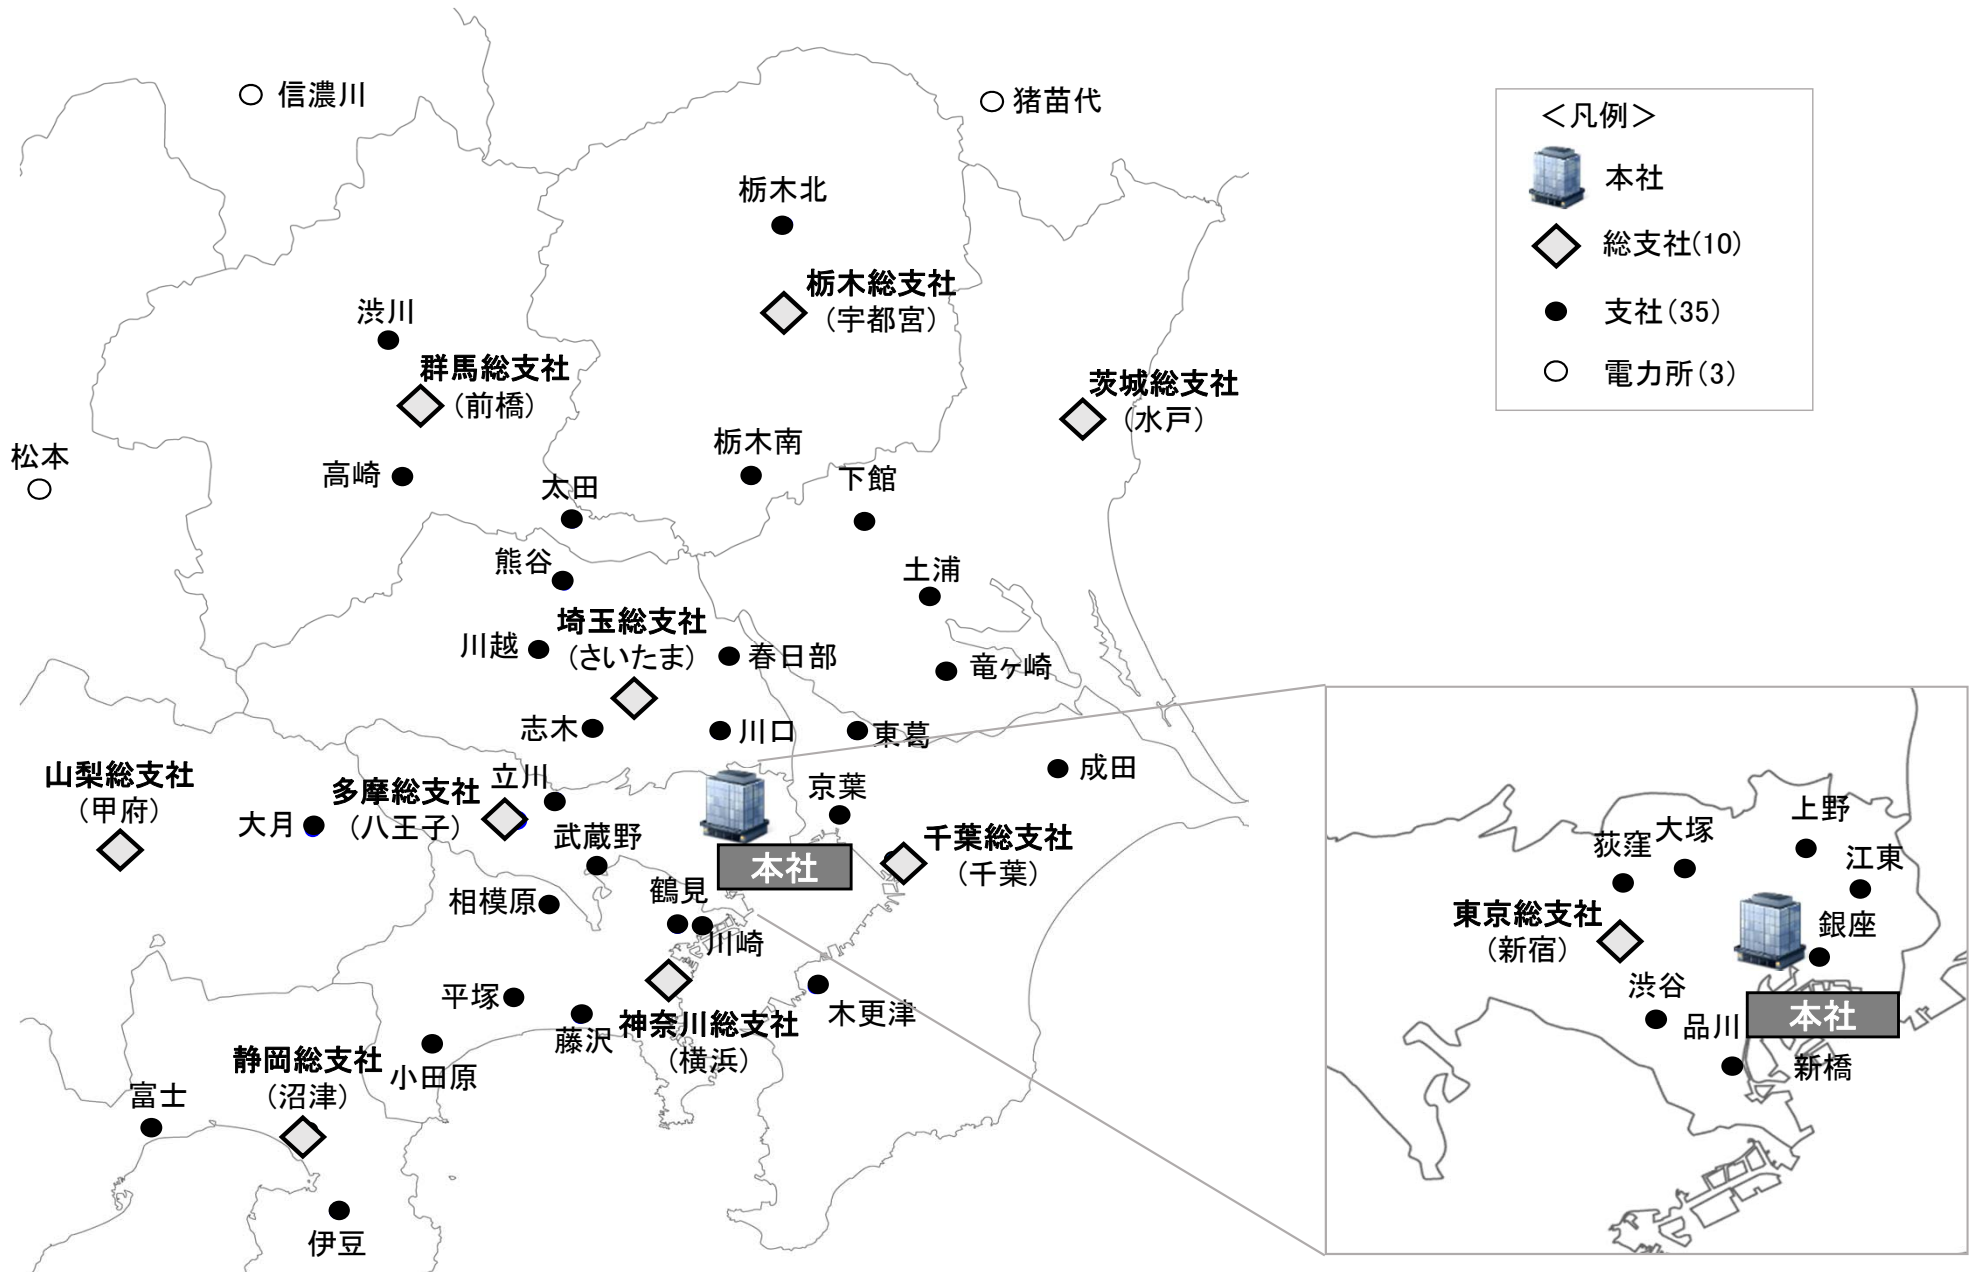 信濃川
猪苗代
＜凡例＞
本社
総支社(10)
支社(35)
電力所(3)
栃木北
栃木総支社
(宇都宮)
渋川
群馬総支社
(前橋)
茨城総支社
(水戸)
松本
高崎
栃木南
太田
下館
熊谷
土浦
埼玉総支社
(さいたま)
川越
春日部
竜ヶ崎
志木
川口
東葛
山梨総支社
(甲府)
大月
多摩総支社
(八王子)
立川
武蔵野
京葉
成田
本社
千葉総支社
(千葉)
相模原
鶴見
川崎
平塚
藤沢
神奈川総支社
(横浜)
木更津
静岡総支社
(沼津)
小田原
富士
伊豆
上野
大塚
荻窪
江東
東京総支社
(新宿)
銀座
渋谷
品川
本社
新橋